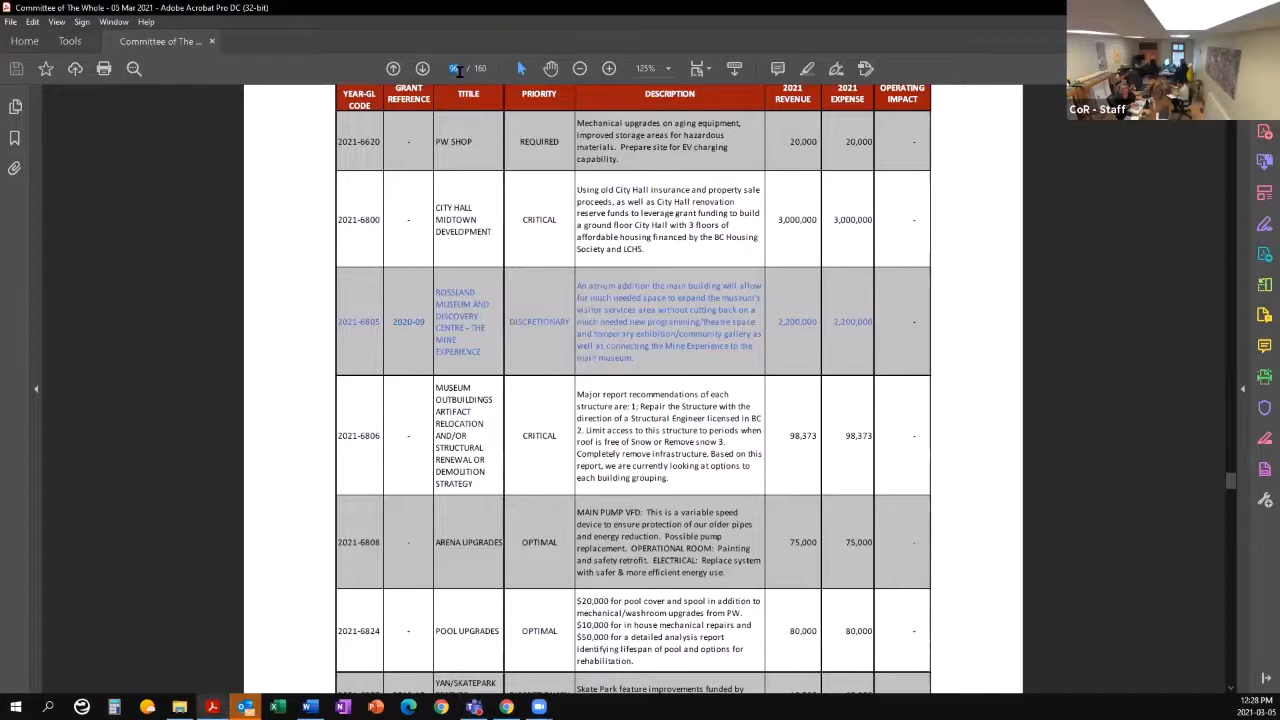 Committee of The Whole - 05 Mar 2021 - Adobe Acrobat Pro DC (32-bit)
File Edit View Sign Window Help
Home Tools Committee of The ... ×
96 / 160 125%
CoR - Staff
YEAR-GL CODE GRANT REFERENCE TITILE PRIORITY DESCRIPTION 2021 REVENUE 2021 EXPENSE OPERATING IMPACT
2021-6620 - PW SHOP REQUIRED
Mechanical upgrades on aging equipment,
improved storage areas for hazardous
materials. Prepare site for EV charging
capability.
20,000 20,000 -
2021-6800 -
CITY HALL
MIDTOWN
DEVELOPMENT
CRITICAL
Using old City Hall insurance and property sale
proceeds, as well as City Hall renovation
reserve funds to leverage grant funding to build
a ground floor City Hall with 3 floors of
affordable housing financed by the BC Housing
Society and LCHS.
3,000,000 3,000,000 -
2021-6805 2020-09
ROSSLAND
MUSEUM AND
DISCOVERY
CENTRE - THE
MINE
EXPERIENCE
DISCRETIONARY
An atrium addition the main building will allow
for much needed space to expand the museum's
visitor services area without cutting back on a
much needed new programming/theatre space
and temporary exhibition/community gallery as
well as connecting the Mine Experience to the
main museum.
2,200,000 2,200,000 -
2021-6806 -
MUSEUM
OUTBUILDINGS
ARTIFACT
RELOCATION
AND/OR
STRUCTURAL
RENEWAL OR
DEMOLITION
STRATEGY
CRITICAL
Major report recommendations of each
structure are: 1; Repair the Structure with the
direction of a Structural Engineer licensed in BC
2. Limit access to this structure to periods when
roof is free of Snow or Remove snow 3.
Completely remove infrastructure. Based on this
report, we are currently looking at options to
each building grouping.
98,373 98,373 -
2021-6808 - ARENA UPGRADES OPTIMAL
MAIN PUMP VFD: This is a variable speed
device to ensure protection of our older pipes
and energy reduction. Possible pump
replacement. OPERATIONAL ROOM: Painting
and safety retrofit. ELECTRICAL: Replace system
with safer & more efficient energy use.
75,000 75,000 -
2021-6824 - POOL UPGRADES OPTIMAL
$20,000 for pool cover and spool in addition to
mechanical/washroom upgrades from PW.
$10,000 for in house mechanical repairs and
$50,000 for a detailed analysis report
identifying lifespan of pool and options for
rehabilitation.
80,000 80,000 -
YAN/SKATEPARK
Skate Park feature improvements funded by
12:28 PM
2021-03-05